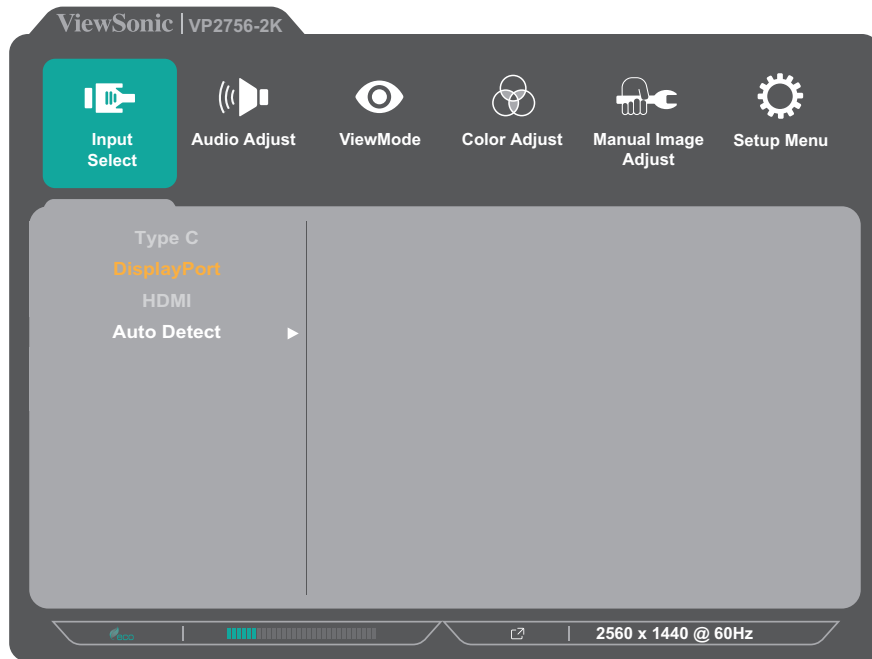 ViewSonic | VP2756-2K
Input Select
Audio Adjust
ViewMode
Color Adjust
Manual Image Adjust
Setup Menu
Type C
DisplayPort
HDMI
Auto Detect
eco
2560 x 1440 @ 60Hz